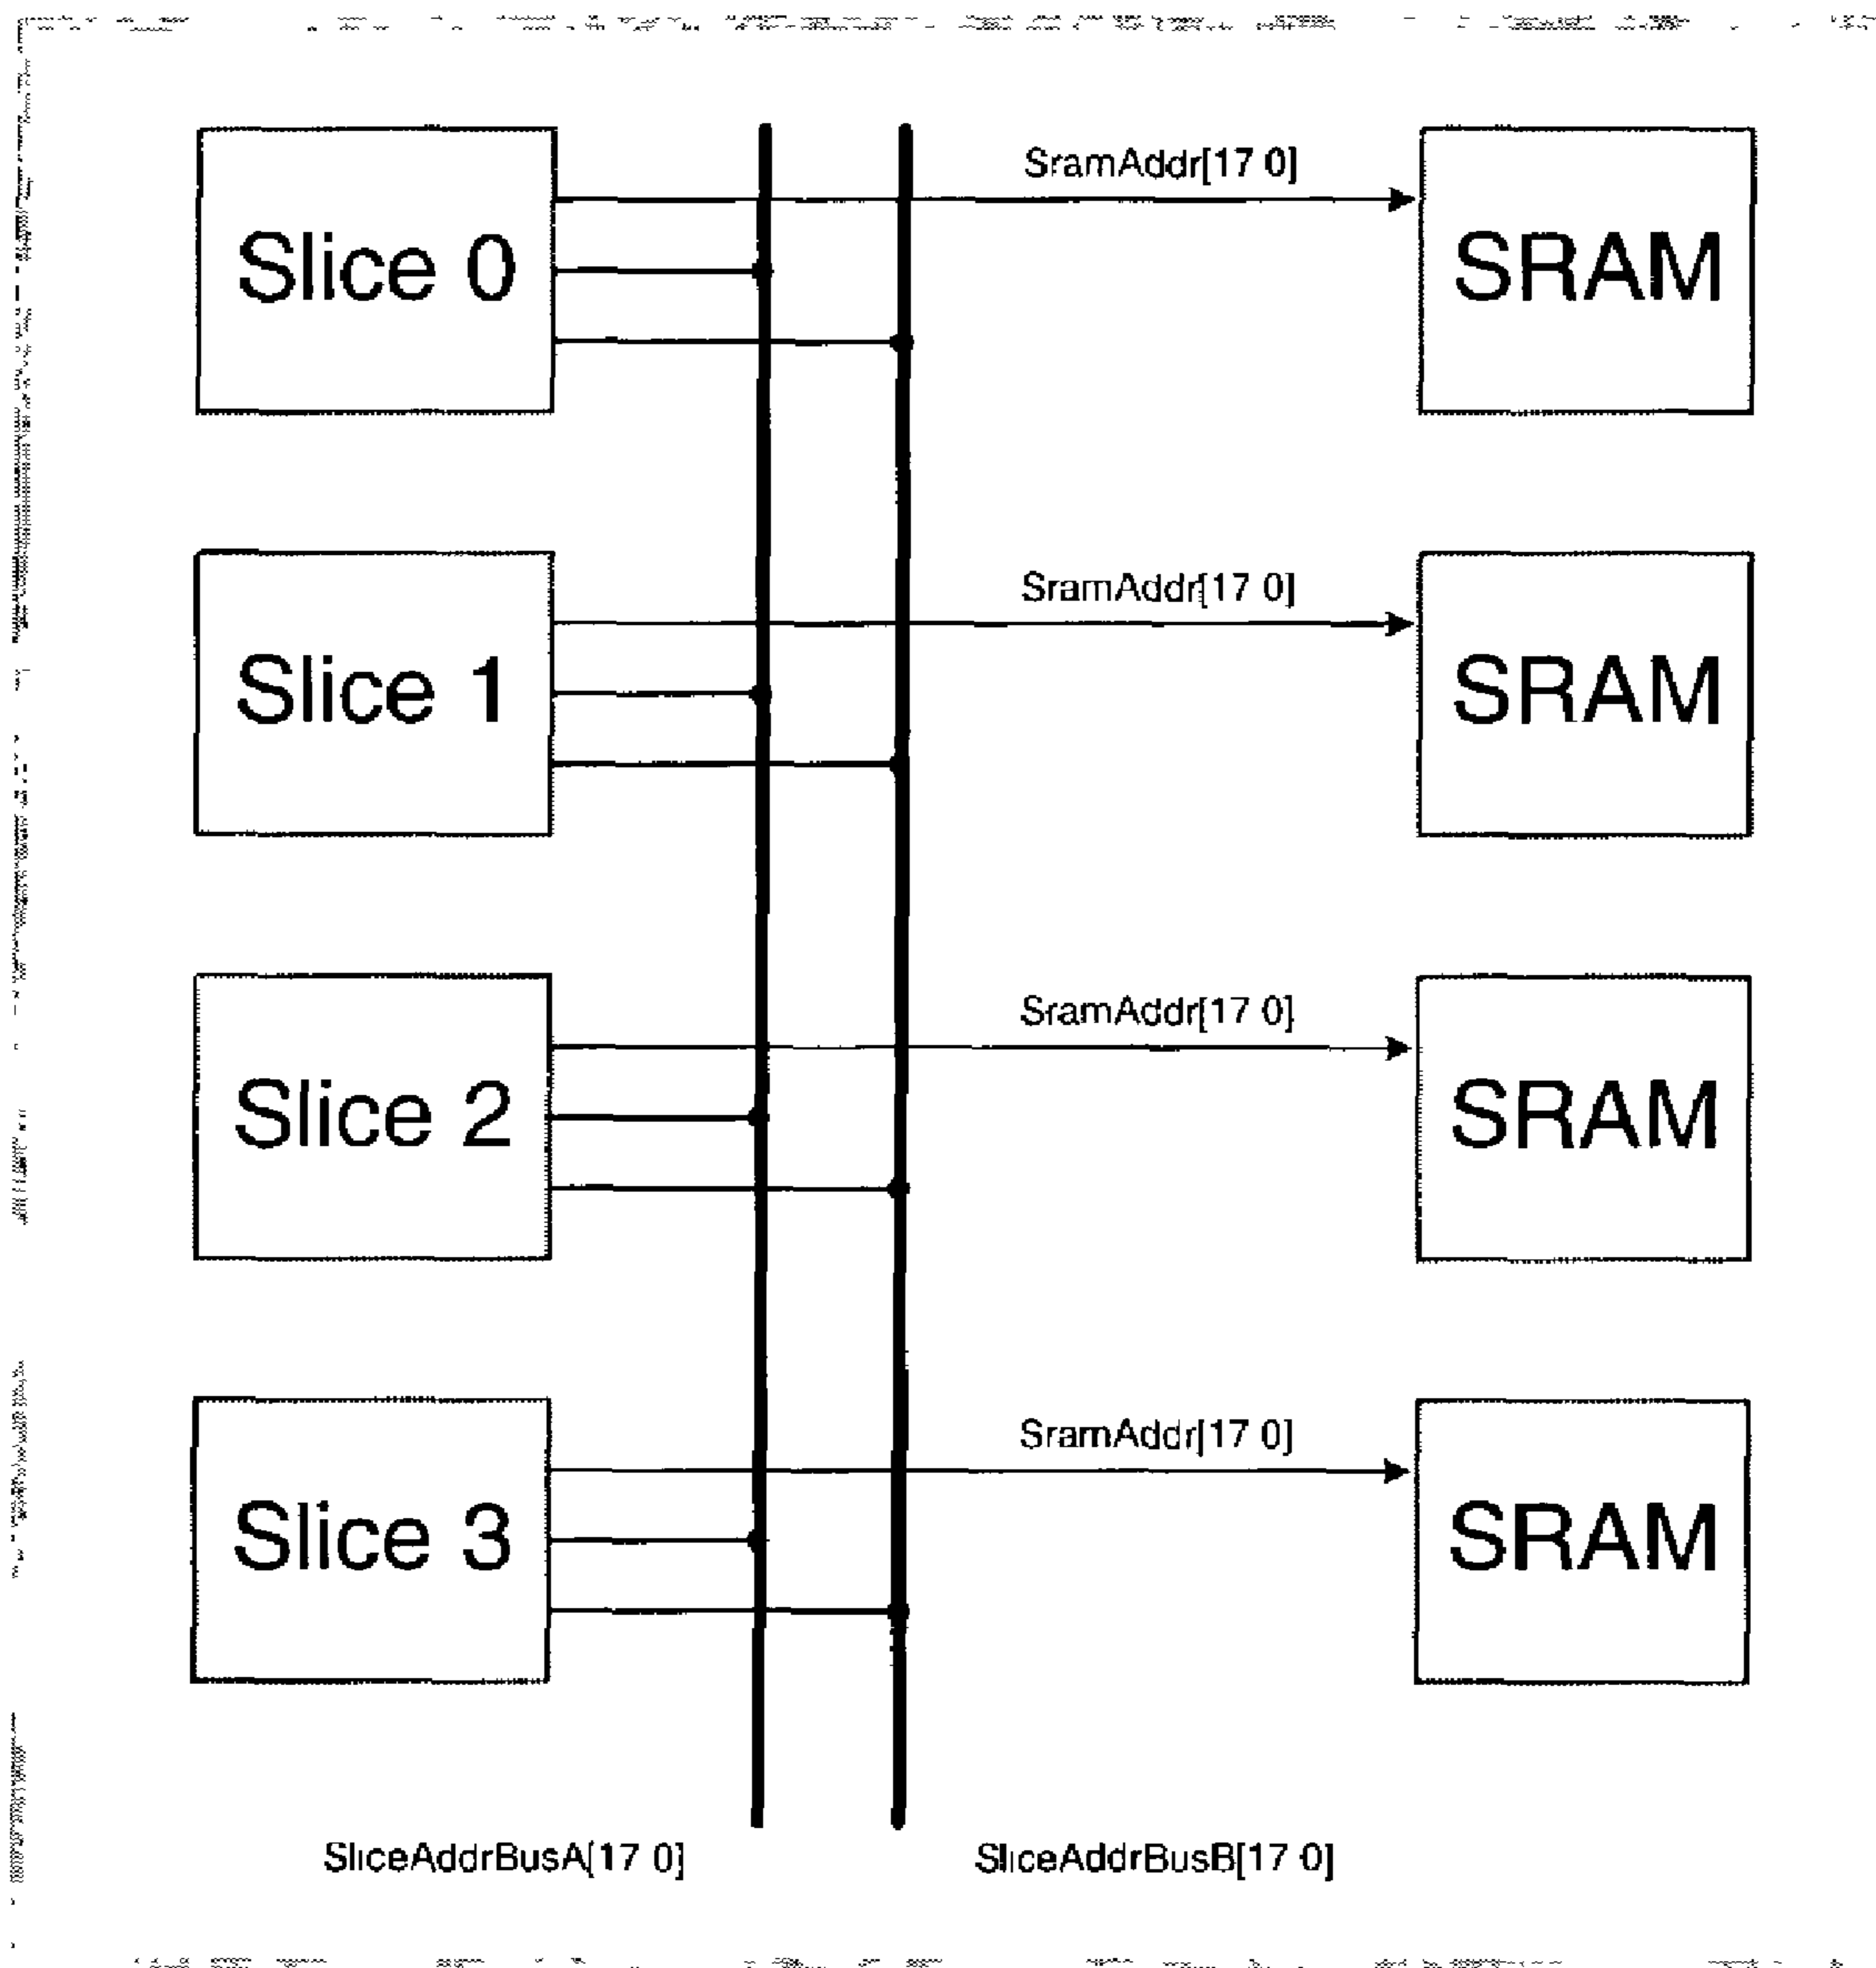 SramAddr[17 0]
Slice 0
SRAM
SramAddr[17 0]
Slice 1
SRAM
SramAddr[17 0]
Slice 2
SRAM
SramAddr[17 0]
Slice 3
SRAM
SliceAddrBusA[17 0]
SliceAddrBusB[17 0]